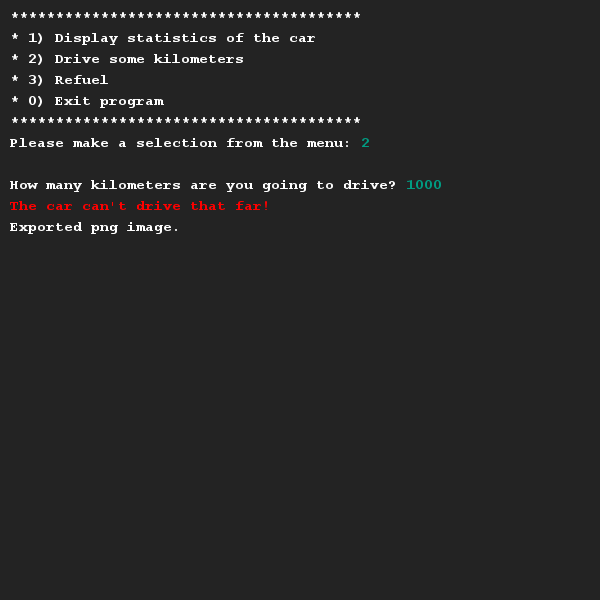 ***************************************
* 1) Display statistics of the car
* 2) Drive some kilometers
* 3) Refuel
* 0) Exit program
***************************************
Please make a selection from the menu: 2
How many kilometers are you going to drive? 1000
The car can't drive that far!
Exported png image.